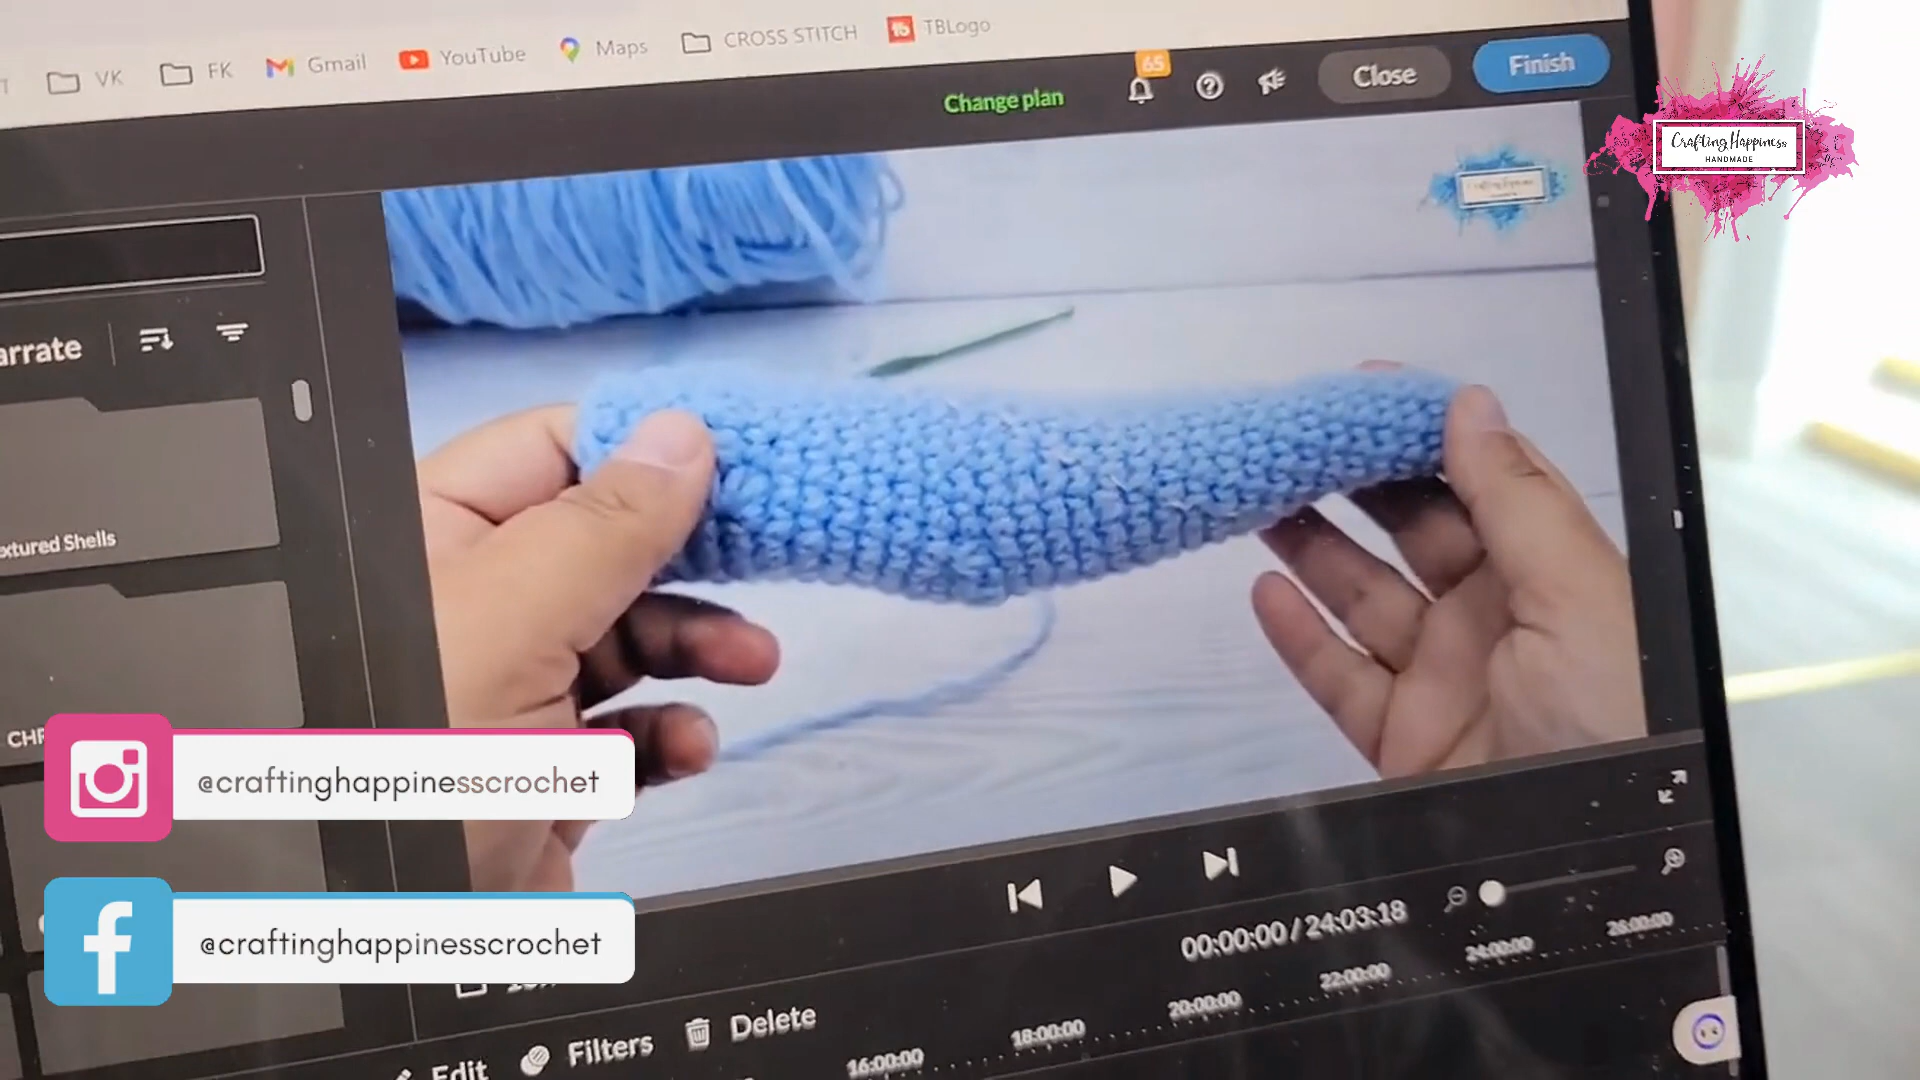 VK
FK
Gmail
YouTube
Maps
CROSS STITCH
TBLogo
Change plan
65
Close
Finish
Crafting Happiness
HANDMADE
arrate
xtured Shells
CHR
@craftinghappinesscrochet
@craftinghappinesscrochet
00:00:00 / 24:03:18
16:00:00
18:00:00
20:00:00
22:00:00
24:00:00
26:00:00
Edit
Filters
Delete